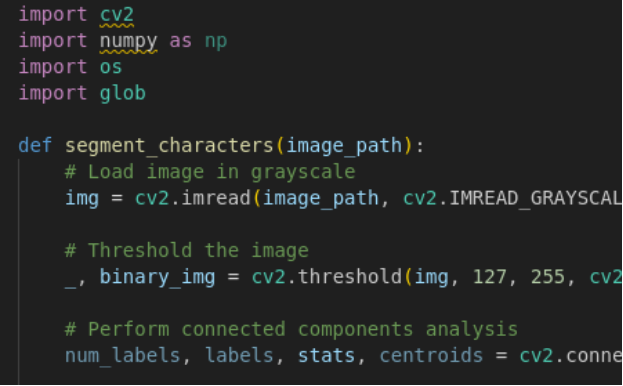 import cv2
import numpy as np
import os
import glob
def segment_characters(image_path):
# Load image in grayscale
img = cv2.imread(image_path, cv2.IMREAD_GRAYSCAL
# Threshold the image
_, binary_img = cv2.threshold(img, 127, 255, cv2
# Perform connected components analysis
num_labels, labels, stats, centroids = cv2.conne